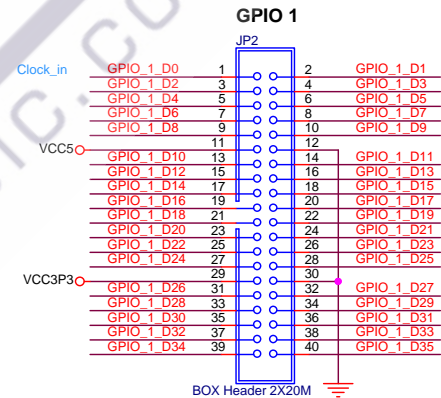 GPIO 1
JP2
Clock_in GPIO_1_D0 1 2 GPIO_1_D1
GPIO_1_D2 3 4 GPIO_1_D3
GPIO_1_D4 5 6 GPIO_1_D5
GPIO_1_D6 7 8 GPIO_1_D7
GPIO_1_D8 9 10 GPIO_1_D9
VCC5 11 12
GPIO_1_D10 13 14 GPIO_1_D11
GPIO_1_D12 15 16 GPIO_1_D13
GPIO_1_D14 17 18 GPIO_1_D15
GPIO_1_D16 19 20 GPIO_1_D17
GPIO_1_D18 21 22 GPIO_1_D19
GPIO_1_D20 23 24 GPIO_1_D21
GPIO_1_D22 25 26 GPIO_1_D23
GPIO_1_D24 27 28 GPIO_1_D25
VCC3P3 29 30
GPIO_1_D26 31 32 GPIO_1_D27
GPIO_1_D28 33 34 GPIO_1_D29
GPIO_1_D30 35 36 GPIO_1_D31
GPIO_1_D32 37 38 GPIO_1_D33
GPIO_1_D34 39 40 GPIO_1_D35
BOX Header 2X20M